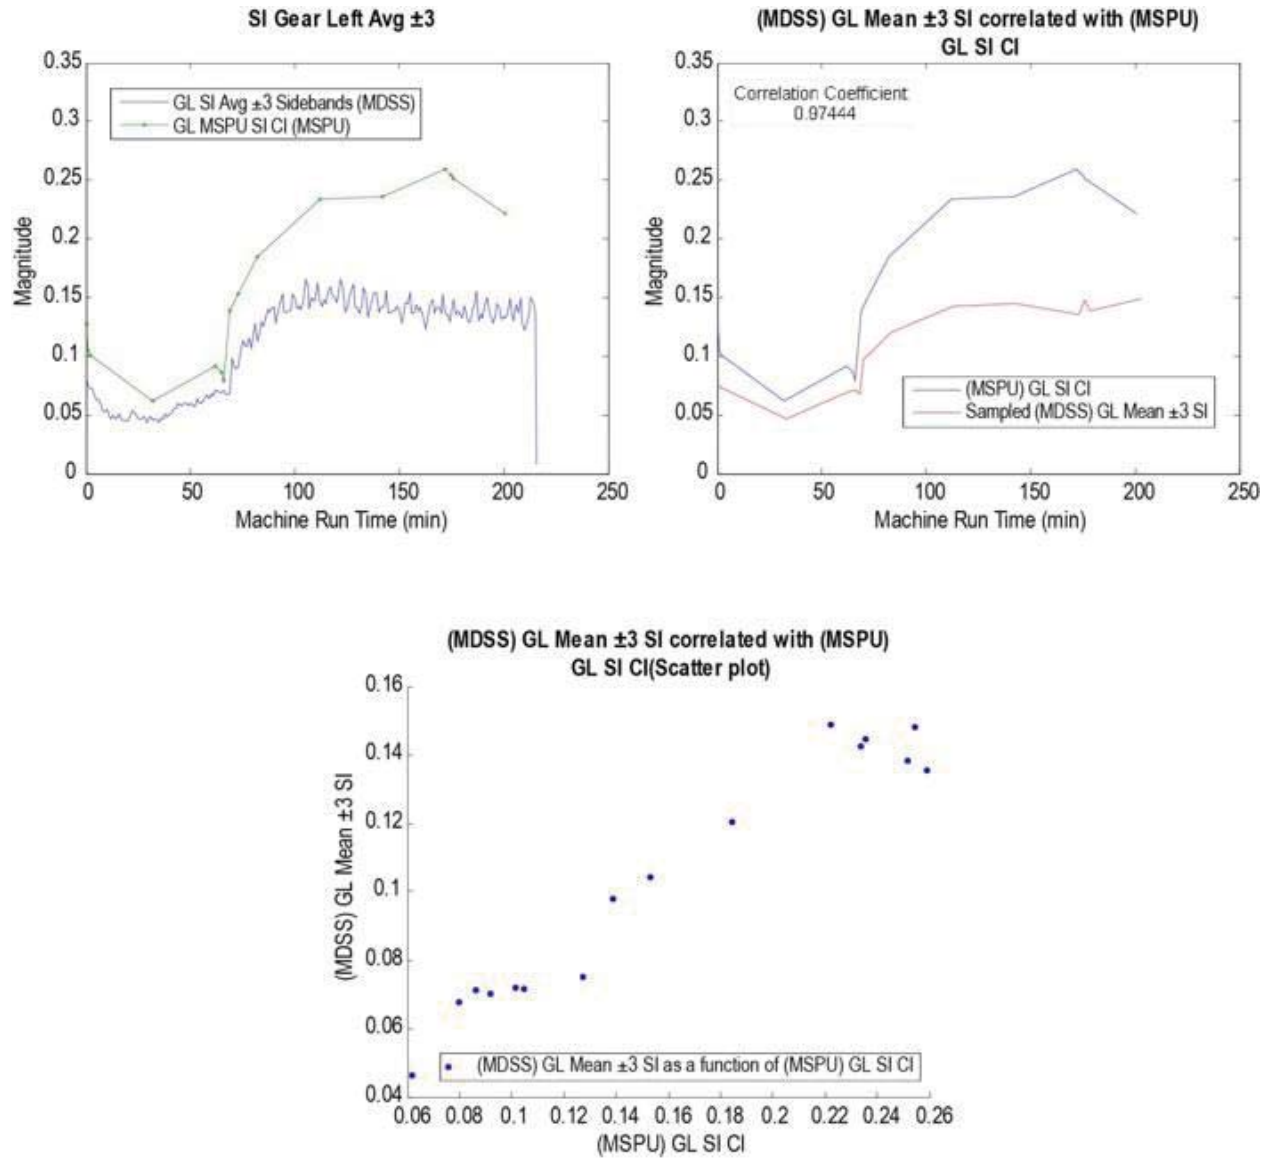 SI Gear Left Avg ±3
0.35
0.3
0.25
0.2
0.15
0.1
0.05
0
Magnitude
GL SI Avg ±3 Sidebands (MDSS)
GL MSPU SI CI (MSPU)
0 50 100 150 200 250
Machine Run Time (min)
(MDSS) GL Mean ±3 SI correlated with (MSPU)
GL SI CI
0.35
0.3
0.25
0.2
0.15
0.1
0.05
0
Magnitude
Correlation Coefficient
0.97444
(MSPU) GL SI CI
Sampled (MDSS) GL Mean ±3 SI
0 50 100 150 200 250
Machine Run Time (min)
(MDSS) GL Mean ±3 SI correlated with (MSPU)
GL SI CI(Scatter plot)
0.16
0.14
0.12
0.1
0.08
0.06
0.04
(MDSS) GL Mean ±3 SI
(MDSS) GL Mean ±3 SI as a function of (MSPU) GL SI CI
0.06 0.08 0.1 0.12 0.14 0.16 0.18 0.2 0.22 0.24 0.26
(MSPU) GL SI CI